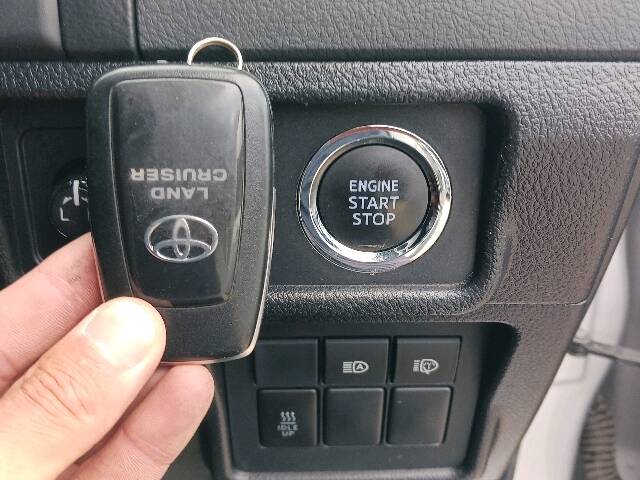 LAND
CRUISER
ENGINE
START
STOP
L
A
IDLE
UP